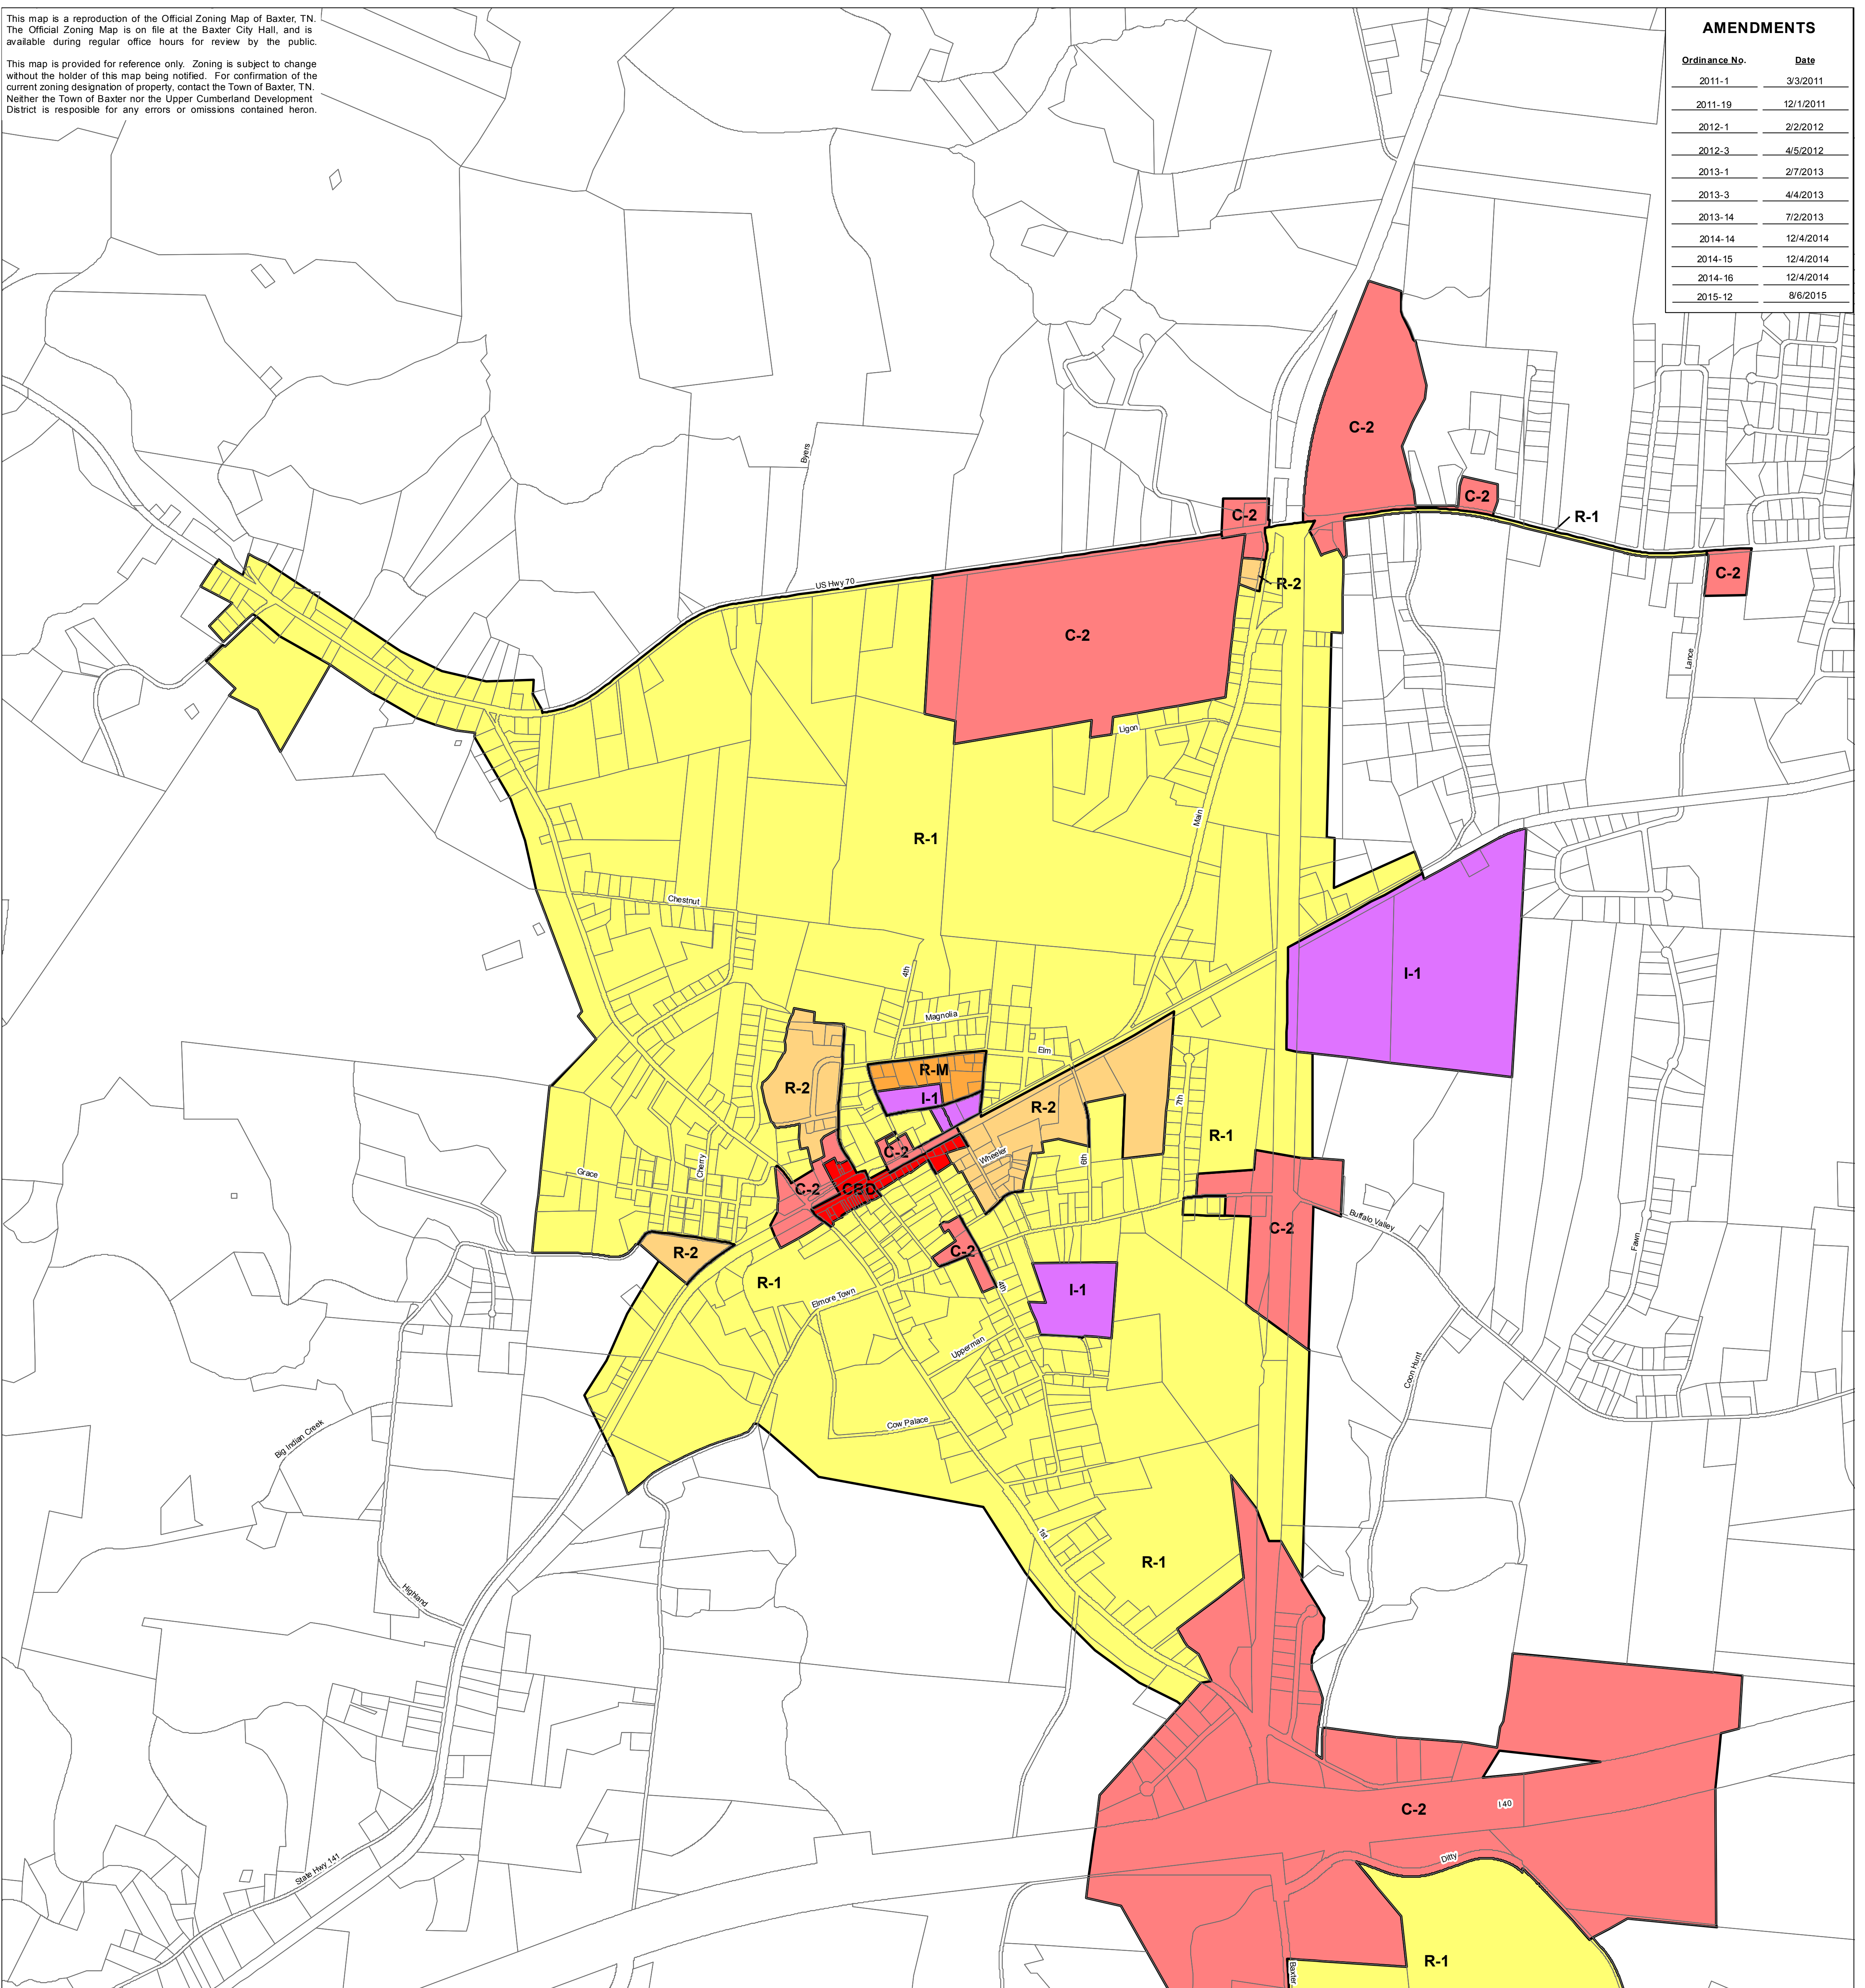 This map is a reproduction of the Official Zoning Map of Baxter, TN.
The Official Zoning Map is on file at the Baxter City Hall, and is
available during regular office hours for review by the public.
This map is provided for reference only. Zoning is subject to change
without the holder of this map being notified. For confirmation of the
current zoning designation of property, contact the Town of Baxter, TN.
Neither the Town of Baxter nor the Upper Cumberland Development
District is resposible for any errors or omissions contained heron.
AMENDMENTS
Ordinance No. Date
2011-1 3/3/2011
2011-19 12/1/2011
2012-1 2/2/2012
2012-3 4/5/2012
2013-1 2/7/2013
2013-3 4/4/2013
2013-14 7/2/2013
2014-14 12/4/2014
2014-15 12/4/2014
2014-16 12/4/2014
2015-12 8/6/2015
C-2
Byers
C-2
C-2
R-1
C-2
US Hwy 70
R-2
C-2
Lance
Ligon
Main
R-1
Chestnut
4th
I-1
Magnolia
Elm
R-M
R-2
I-1
R-2
7th
R-1
C-2
Wheeler
6th
Cherry
Grace
C-2
CBD
Buffalo Valley
C-2
Fawn
R-2
C-2
R-1
4th
I-1
Elmore Town
Upperman
Coon Hunt
Cow Palace
Big Indian Creek
1st
R-1
Highland
C-2
I 40
Ditty
State Hwy 141
R-1
Baxter